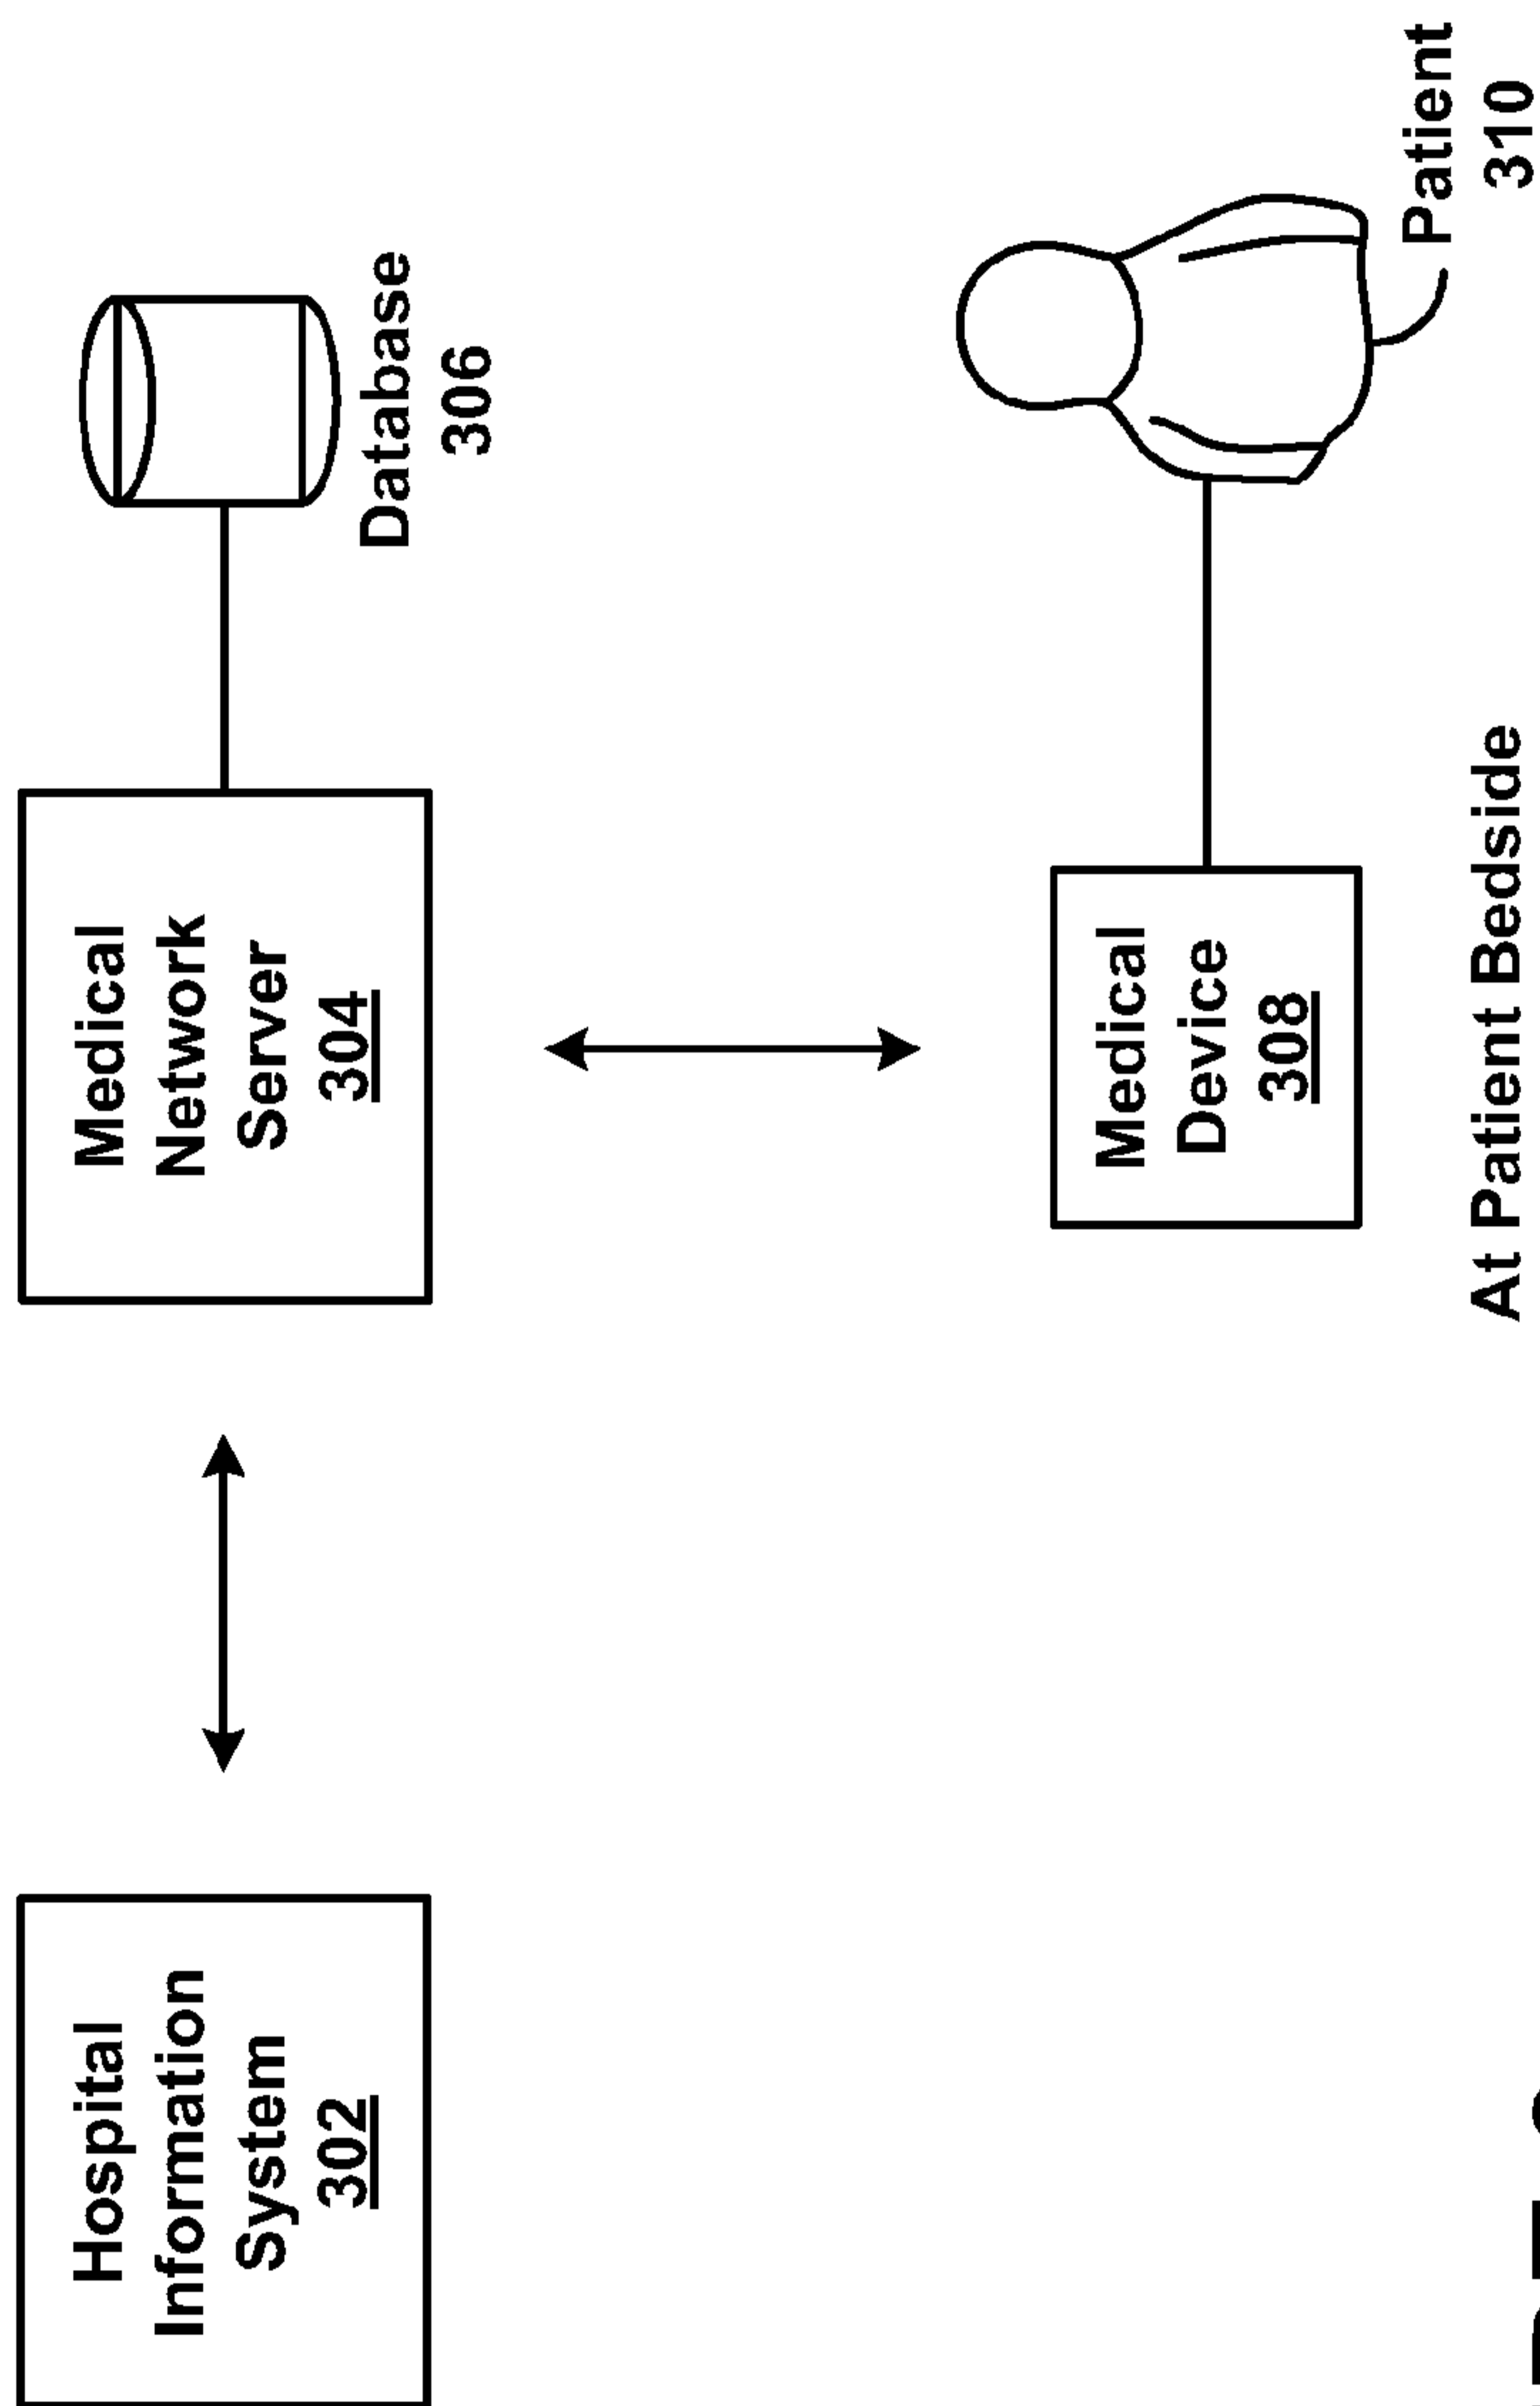 Hospital
Information
System
302
Medical
Network
Server
304
Database
306
Medical
Device
308
Patient
310
At Patient Bedside